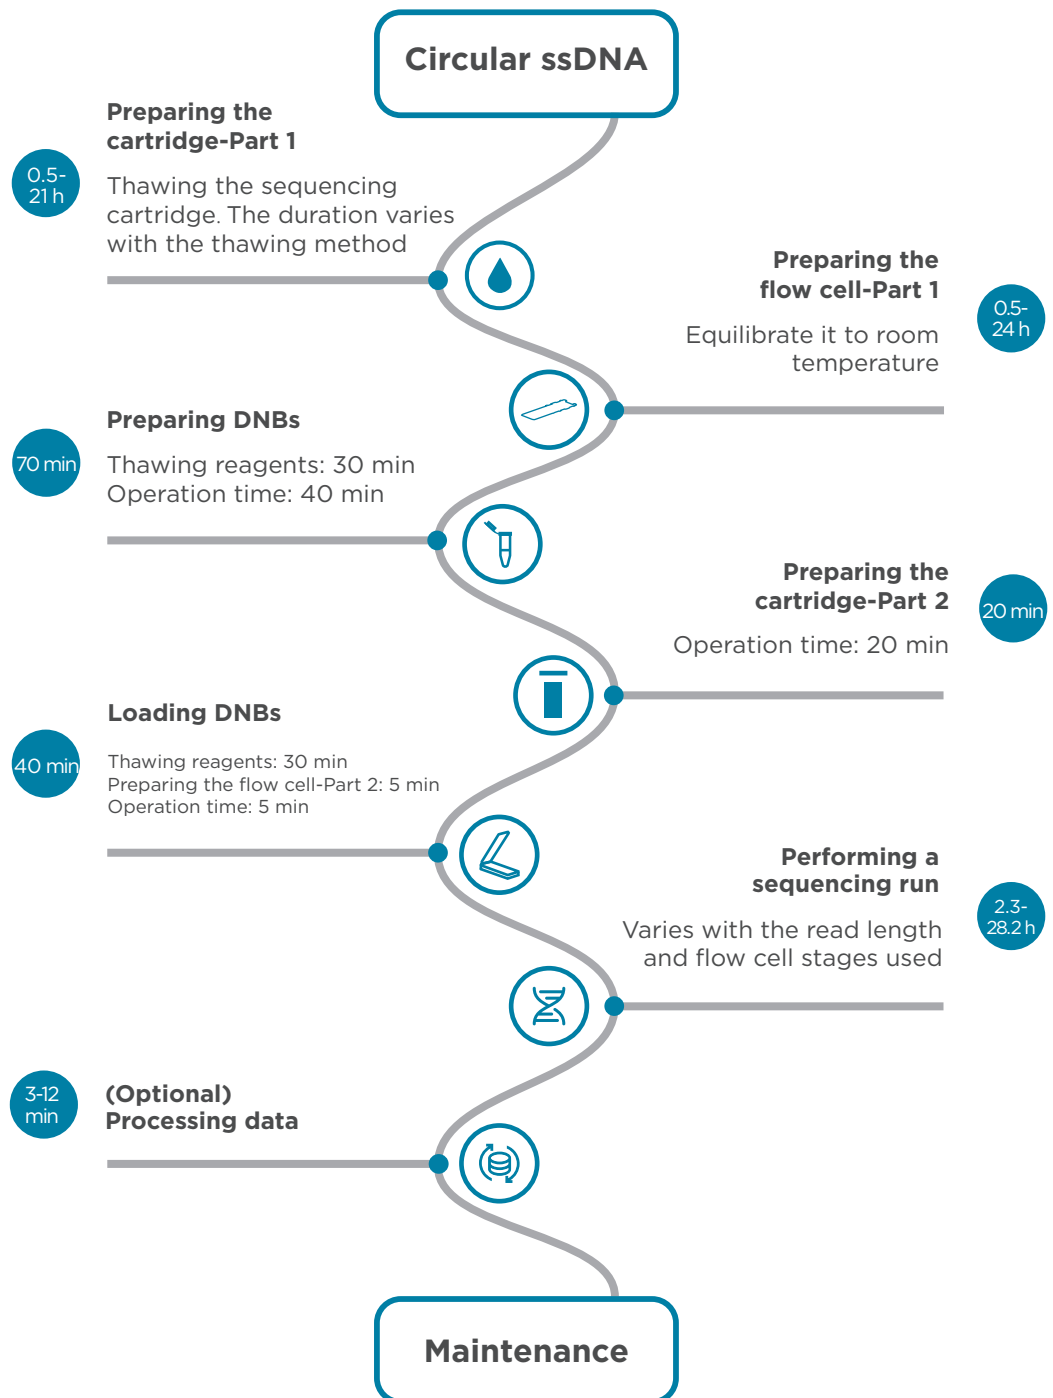 Circular ssDNA
Preparing the
cartridge-Part 1
0.5-
21 h
Thawing the sequencing
cartridge. The duration varies
with the thawing method
Preparing the
flow cell-Part 1
0.5-
24 h
Equilibrate it to room
temperature
Preparing DNBs
70 min
Thawing reagents: 30 min
Operation time: 40 min
Preparing the
cartridge-Part 2
20 min
Operation time: 20 min
Loading DNBs
40 min
Thawing reagents: 30 min
Preparing the flow cell-Part 2: 5 min
Operation time: 5 min
Performing a
sequencing run
2.3-
28.2 h
Varies with the read length
and flow cell stages used
3-12
min
(Optional)
Processing data
Maintenance